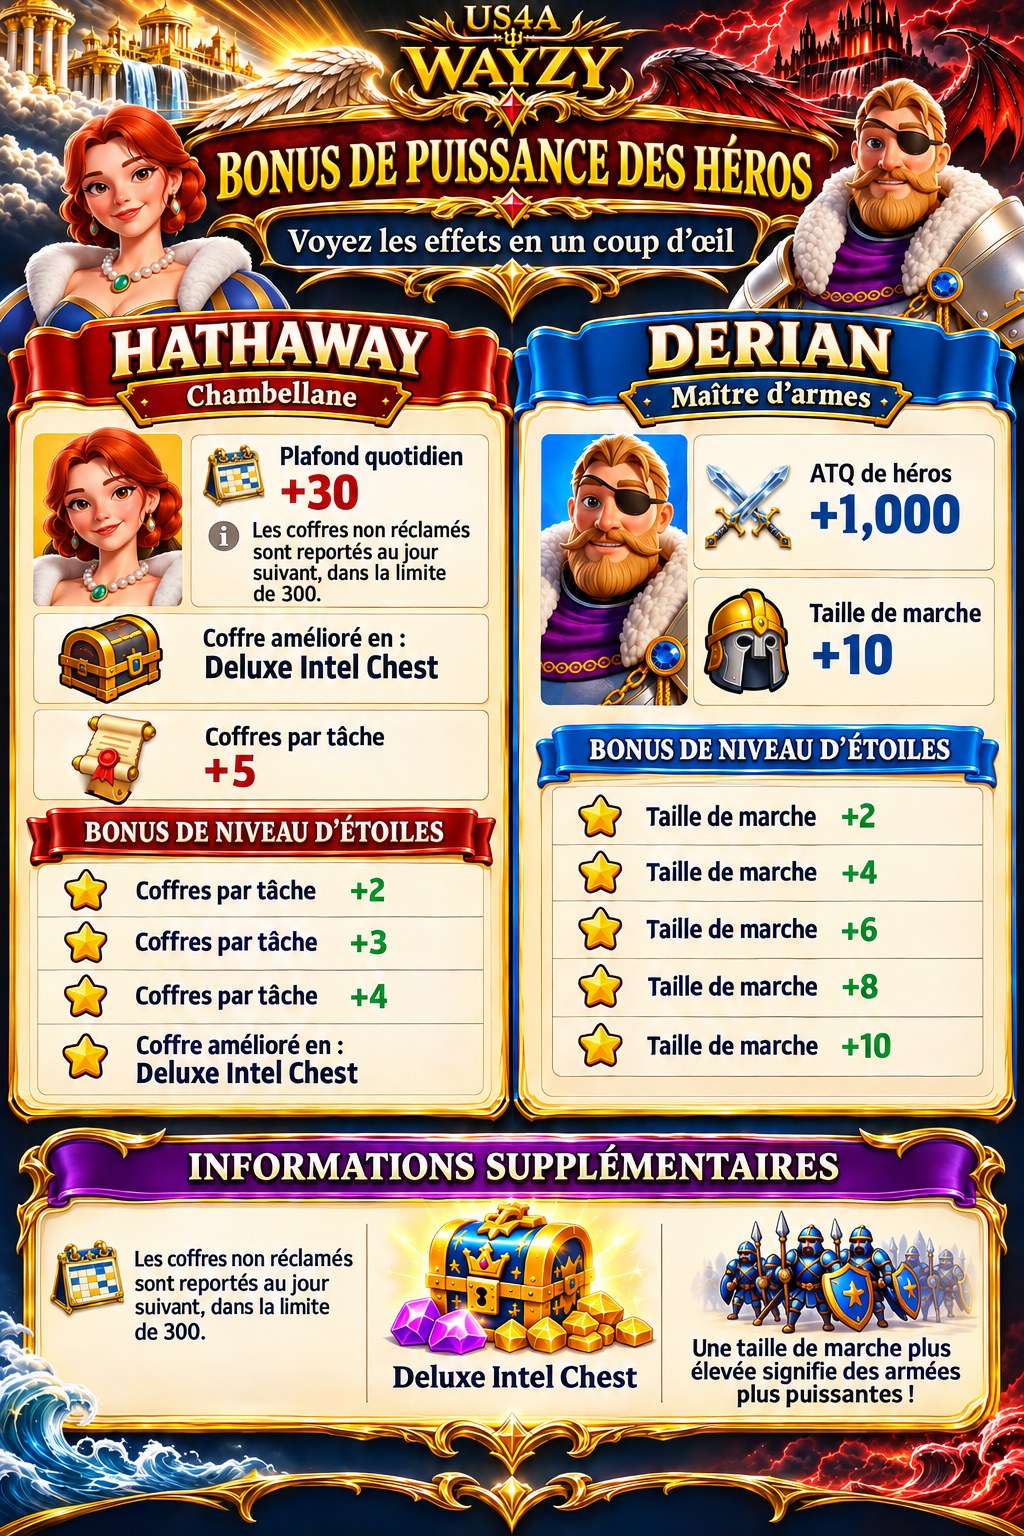 US4A
WAYZY
BONUS DE PUISSANCE DES HÉROS
Voyez les effets en un coup d'œil
HATHAWAY
Chambellane
Plafond quotidien
+30
Les coffres non réclamés
sont reportés au jour
suivant, dans la limite
de 300.
Coffre amélioré en :
Deluxe Intel Chest
Coffres par tâche
+5
BONUS DE NIVEAU D'ÉTOILES
Coffres par tâche +2
Coffres par tâche +3
Coffres par tâche +4
Coffre amélioré en :
Deluxe Intel Chest
DERIAN
Maître d'armes
ATQ de héros
+1,000
Taille de marche
+10
BONUS DE NIVEAU D'ÉTOILES
Taille de marche +2
Taille de marche +4
Taille de marche +6
Taille de marche +8
Taille de marche +10
INFORMATIONS SUPPLÉMENTAIRES
Les coffres non réclamés
sont reportés au jour
suivant, dans la limite
de 300.
Deluxe Intel Chest
Une taille de marche plus
élevée signifie des armées
plus puissantes !